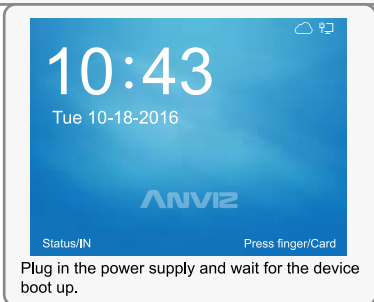 10:43
Tue 10-18-2016
ANVIZ
Status/IN Press finger/Card
Plug in the power supply and wait for the device
boot up.